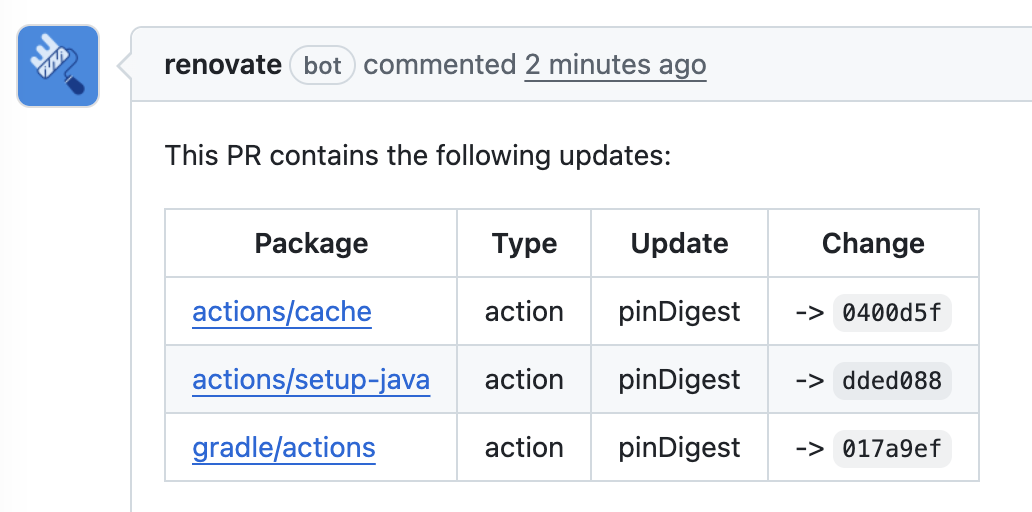 renovate bot commented 2 minutes ago
This PR contains the following updates:
Package Type Update Change
actions/cache action pinDigest -> 0400d5f
actions/setup-java action pinDigest -> dded088
gradle/actions action pinDigest -> 017a9ef